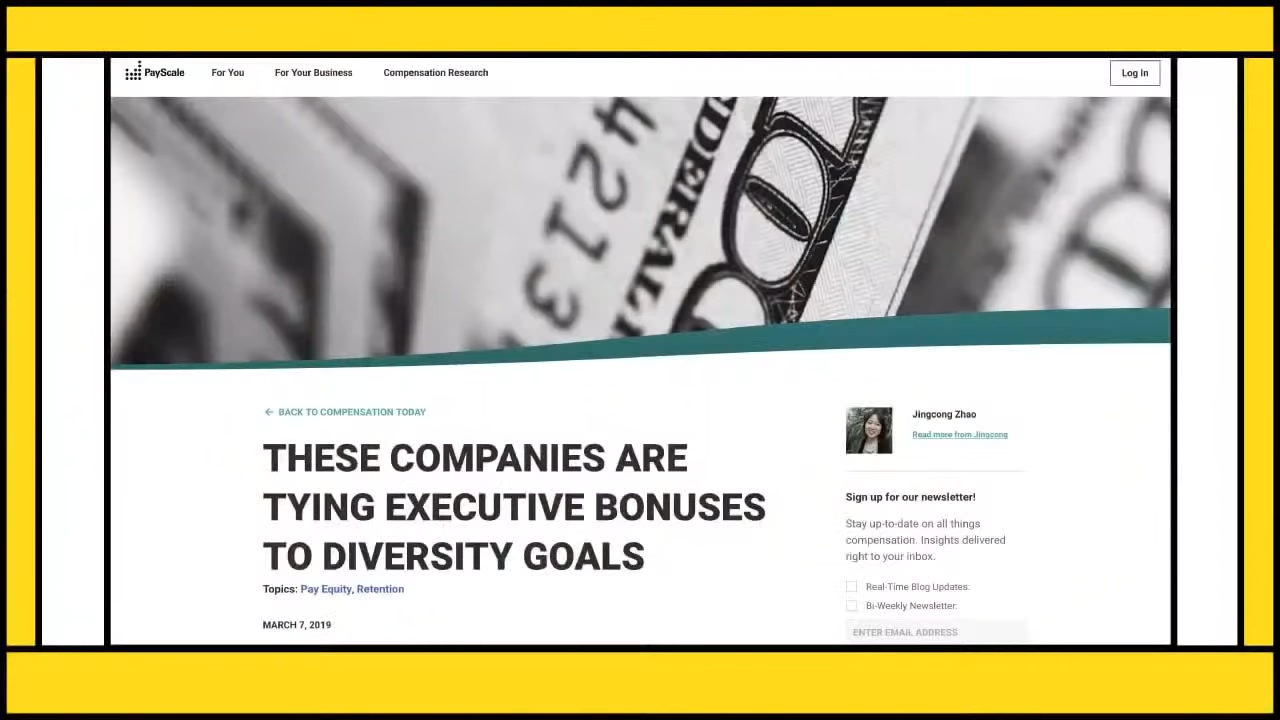 PayScale
For You
For Your Business
Compensation Research
Log In
4213
DERAL
← BACK TO COMPENSATION TODAY
THESE COMPANIES ARE
TYING EXECUTIVE BONUSES
TO DIVERSITY GOALS
Topics: Pay Equity, Retention
MARCH 7, 2019
Jingcong Zhao
Read more from Jingcong
Sign up for our newsletter!
Stay up-to-date on all things
compensation. Insights delivered
right to your inbox.
Real-Time Blog Updates:
Bi-Weekly Newsletter:
ENTER EMAIL ADDRESS